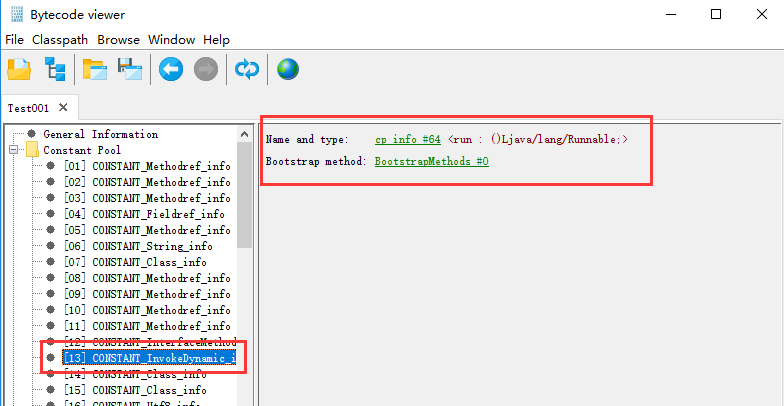 Bytecode viewer
File Classpath Browse Window Help
Test001
General Information
Constant Pool
[01] CONSTANT_Methodref_info
[02] CONSTANT_Methodref_info
[03] CONSTANT_Methodref_info
[04] CONSTANT_Fieldref_info
[05] CONSTANT_Methodref_info
[06] CONSTANT_String_info
[07] CONSTANT_Class_info
[08] CONSTANT_Methodref_info
[09] CONSTANT_Methodref_info
[10] CONSTANT_Methodref_info
[11] CONSTANT_Methodref_info
[12] CONSTANT_InterfaceMethod
[13] CONSTANT_InvokeDynamic_i
[14] CONSTANT_Class_info
[15] CONSTANT_Class_info
[16] CONSTANT_Utf8_info
Name and type: cp info #64 <run : ()Ljava/lang/Runnable;>
Bootstrap method: BootstrapMethods #0